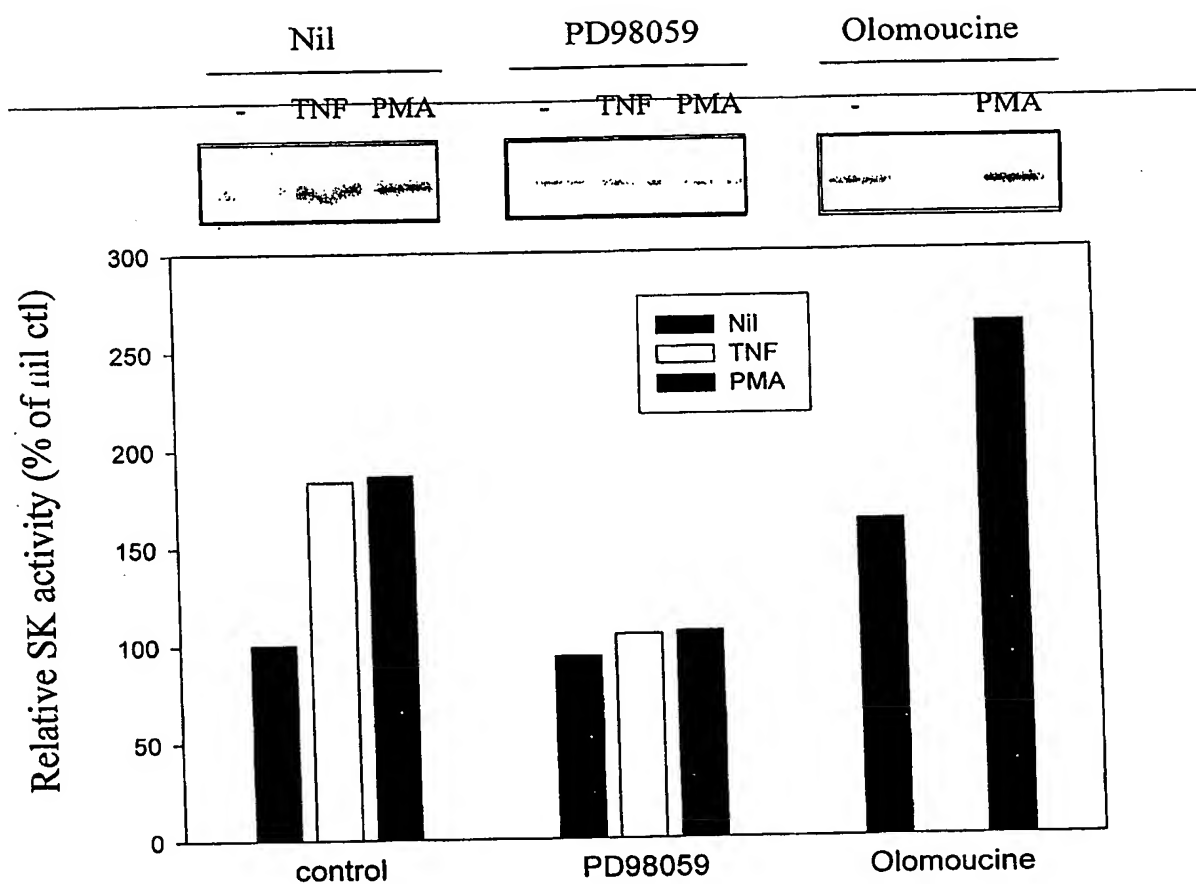 Nil PD98059 Olomoucine
- TNF PMA - TNF PMA - PMA
300
250
200
150
100
50
0
Relative SK activity (% of nil ctl)
Nil
TNF
PMA
control PD98059 Olomoucine